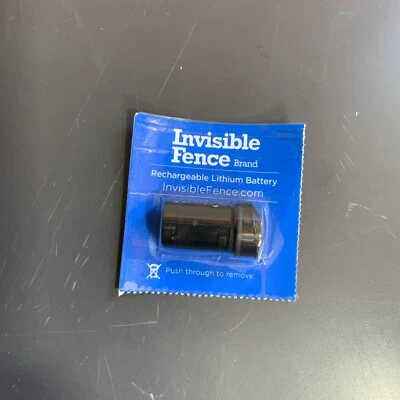 Invisible
Fence Brand
Rechargeable Lithium Battery
InvisibleFence.com
Push through to remove